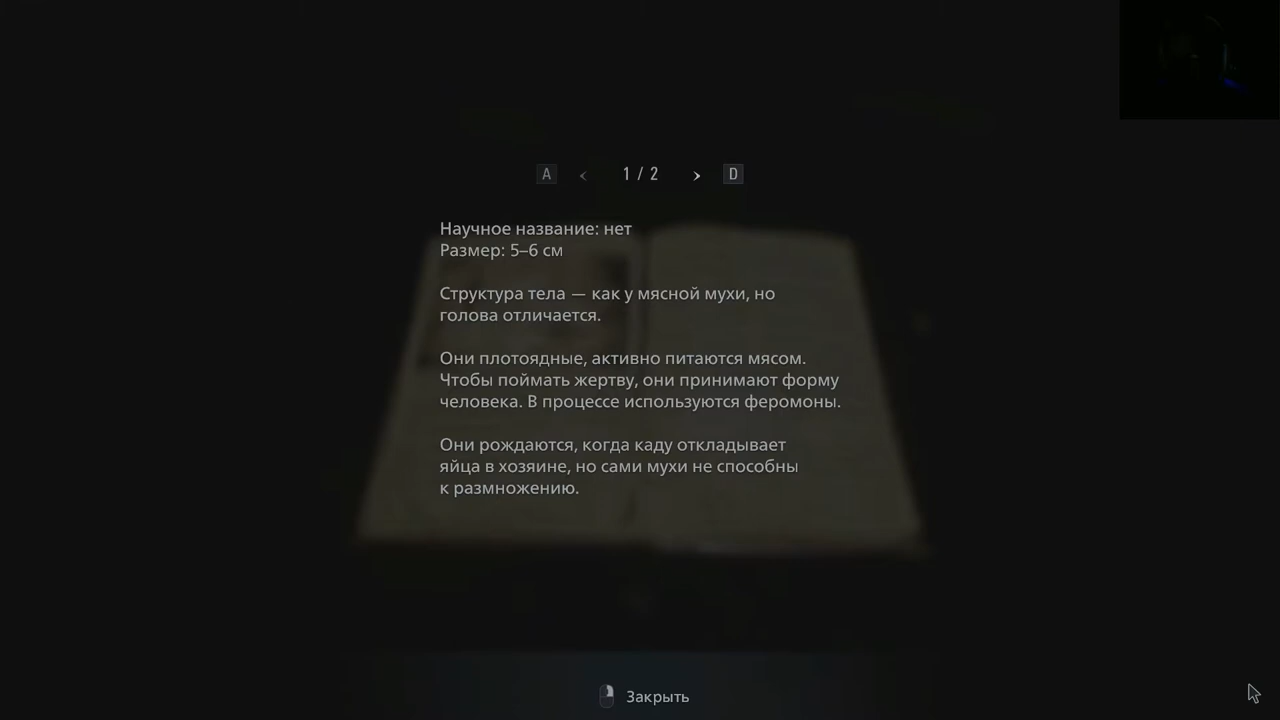 A < 1 / 2 > D
Научное название: нет
Размер: 5–6 см
Структура тела — как у мясной мухи, но
голова отличается.
Они плотоядные, активно питаются мясом.
Чтобы поймать жертву, они принимают форму
человека. В процессе используются феромоны.
Они рождаются, когда каду откладывает
яйца в хозяине, но сами мухи не способны
к размножению.
Закрыть